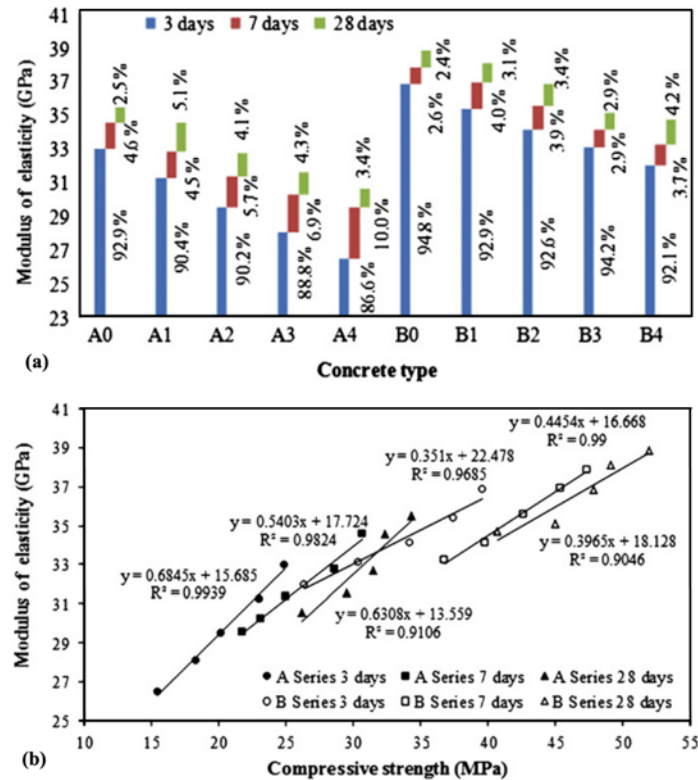 3 days 7 days 28 days
Modulus of elasticity (GPa)
41
39
37
35
33
31
29
27
25
23
92.9% 4.6% 2.5%
90.4% 4.5% 5.1%
90.2% 5.7% 4.1%
88.8% 6.9% 4.3%
86.6% 10.0% 3.4%
94.8% 2.6% 2.4%
92.9% 4.0% 3.1%
92.6% 3.9% 3.4%
94.2% 2.9% 2.9%
92.1% 3.7% 4.2%
A0 A1 A2 A3 A4 B0 B1 B2 B3 B4
Concrete type
(a)
Modulus of elasticity (GPa)
41
39
37
35
33
31
29
27
25
y = 0.4454x + 16.668
R² = 0.99
y = 0.351x + 22.478
R² = 0.9685
y = 0.5403x + 17.724
R² = 0.9824
y = 0.6845x + 15.685
R² = 0.9939
y = 0.3965x + 18.128
R² = 0.9046
y = 0.6308x + 13.559
R² = 0.9106
A Series 3 days A Series 7 days A Series 28 days
B Series 3 days B Series 7 days B Series 28 days
10 15 20 25 30 35 40 45 50 55
Compressive strength (MPa)
(b)